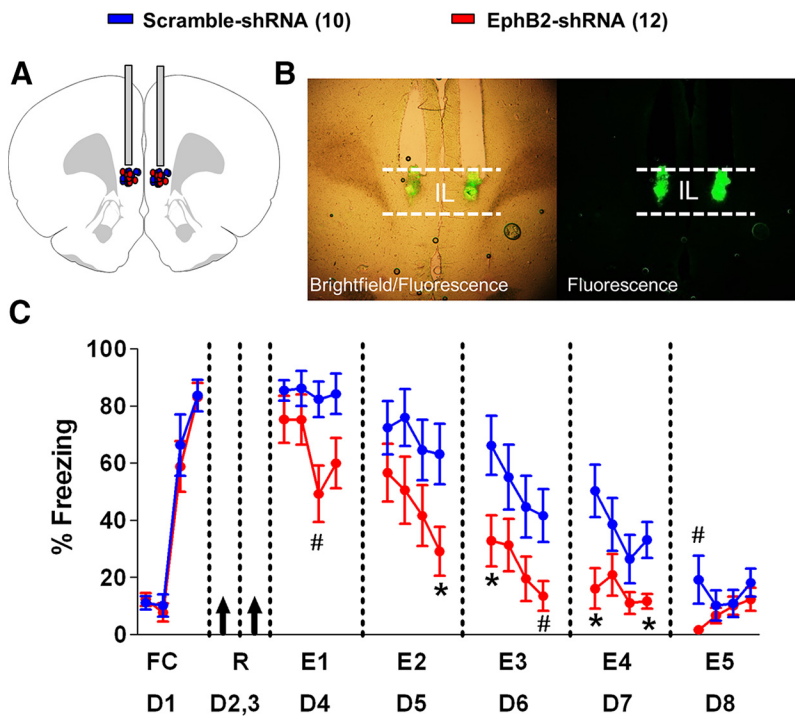 Scramble-shRNA (10) EphB2-shRNA (12)
A
B
IL
IL
Brightfield/Fluorescence
Fluorescence
C
% Freezing
100
80
60
40
20
0
#
*
*
#
*
*
#
FC R E1 E2 E3 E4 E5
D1 D2,3 D4 D5 D6 D7 D8